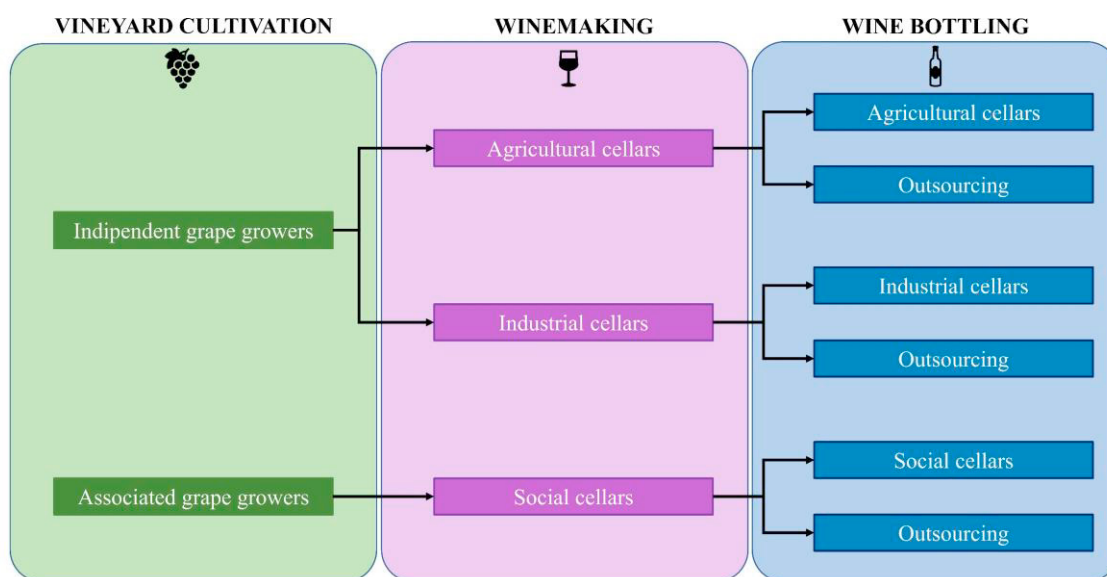 VINEYARD CULTIVATION
WINEMAKING
WINE BOTTLING
Agricultural cellars
Agricultural cellars
Outsourcing
Indipendent grape growers
Industrial cellars
Industrial cellars
Outsourcing
Social cellars
Associated grape growers
Social cellars
Outsourcing